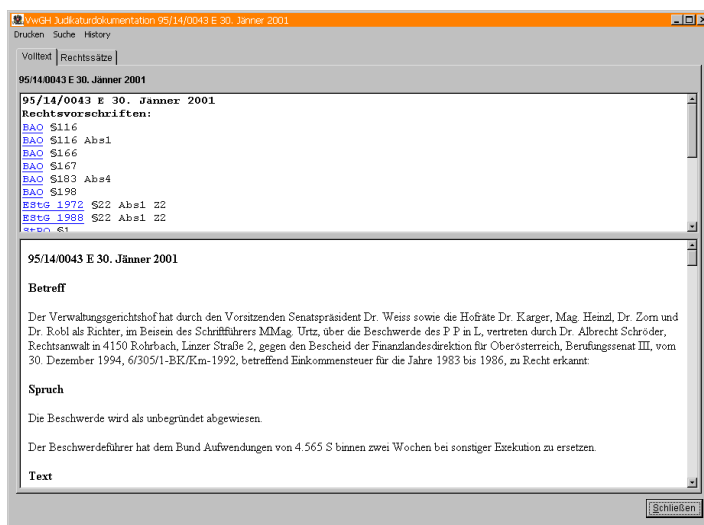 VwGH Judikaturdokumentation 95/14/0043 E 30. Jänner 2001
Drucken Suche History
Volltext Rechtssätze
95/14/0043 E 30. Jänner 2001
95/14/0043 E 30. Jänner 2001
Rechtsvorschriften:
BAO §116
BAO §116 Abs1
BAO §166
BAO §167
BAO §183 Abs4
BAO §198
EStG 1972 §22 Abs1 Z2
EStG 1988 §22 Abs1 Z2
StPO §1
95/14/0043 E 30. Jänner 2001
Betreff
Der Verwaltungsgerichtshof hat durch den Vorsitzenden Senatspräsident Dr. Weiss sowie die Hofräte Dr. Karger, Mag. Heinzl, Dr. Zorn und
Dr. Robl als Richter, im Beisein des Schriftführers MMag. Urtz, über die Beschwerde des P P in L, vertreten durch Dr. Albrecht Schröder,
Rechtsanwalt in 4150 Rohrbach, Linzer Straße 2, gegen den Bescheid der Finanzlandesdirektion für Oberösterreich, Berufungssenat III, vom
30. Dezember 1994, 6/305/1-BK/Km-1992, betreffend Einkommensteuer für die Jahre 1983 bis 1986, zu Recht erkannt:
Spruch
Die Beschwerde wird als unbegründet abgewiesen.
Der Beschwerdeführer hat dem Bund Aufwendungen von 4.565 S binnen zwei Wochen bei sonstiger Exekution zu ersetzen.
Text
Schließen